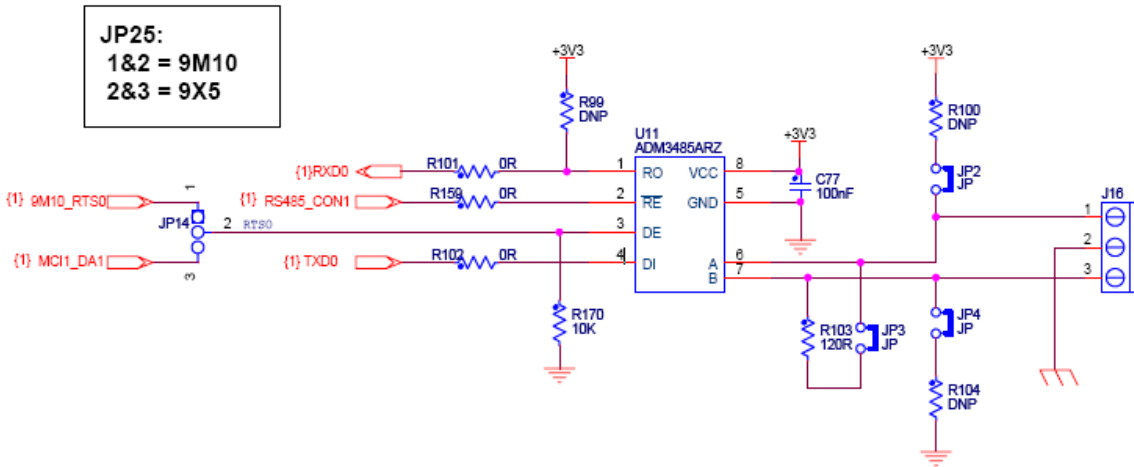 JP25:
1&2 = 9M10
2&3 = 9X5
+3V3
R99
DNP
+3V3
R100
DNP
JP2
JP
U11
ADM3485ARZ
+3V3
C77
100nF
{1}RXD0
R101 0R
1 RO VCC 8
{1} 9M10_RTS0
1
{1} RS485_CON1
R159 0R
2 RE GND 5
JP14
2 RTS0
3 DE
{1} MCI1_DA1
3
{1} TXD0
R102 0R
4 DI
A 6
B 7
J16
1
2
3
R170
10K
R103
120R
JP3
JP
JP4
JP
R104
DNP